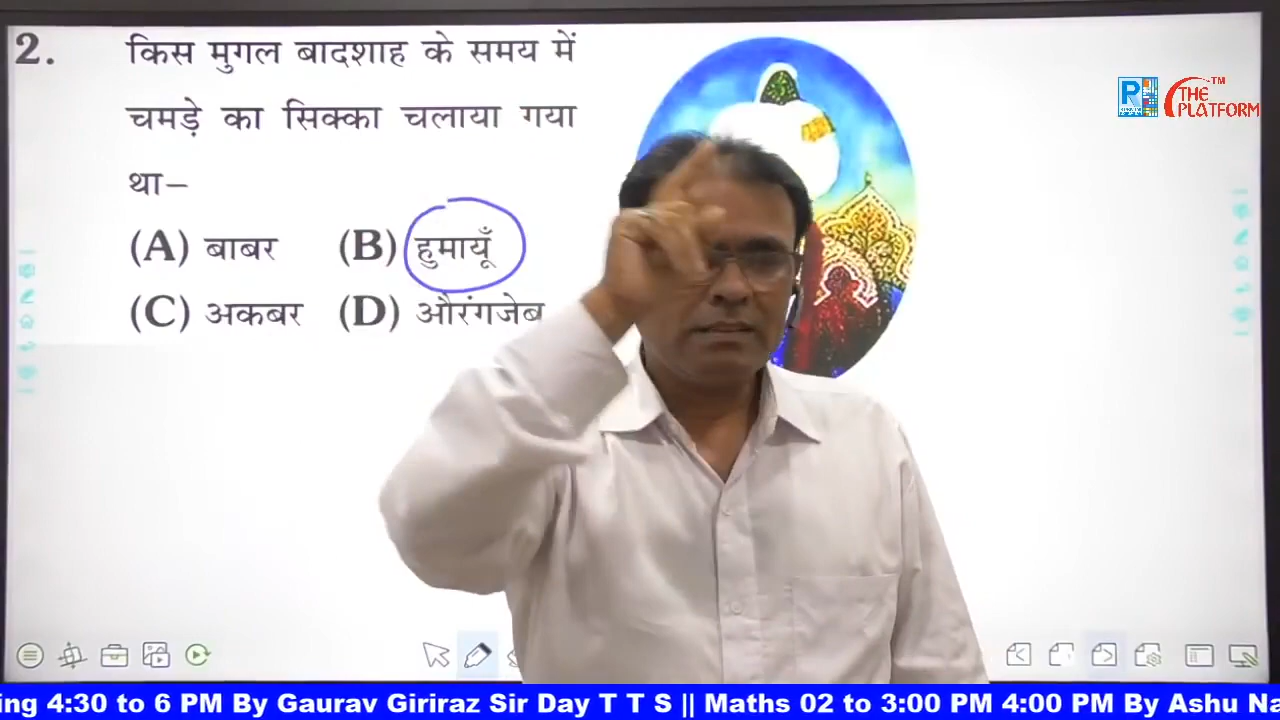 2. किस मुगल बादशाह के समय में
चमड़े का सिक्का चलाया गया
था–
(A) बाबर (B) हुमायूँ
(C) अकबर (D) औरंगजेब
THE
PLATFORM
TM
ing 4:30 to 6 PM By Gaurav Giriraz Sir Day T T S || Maths 02 to 3:00 PM 4:00 PM By Ashu Na